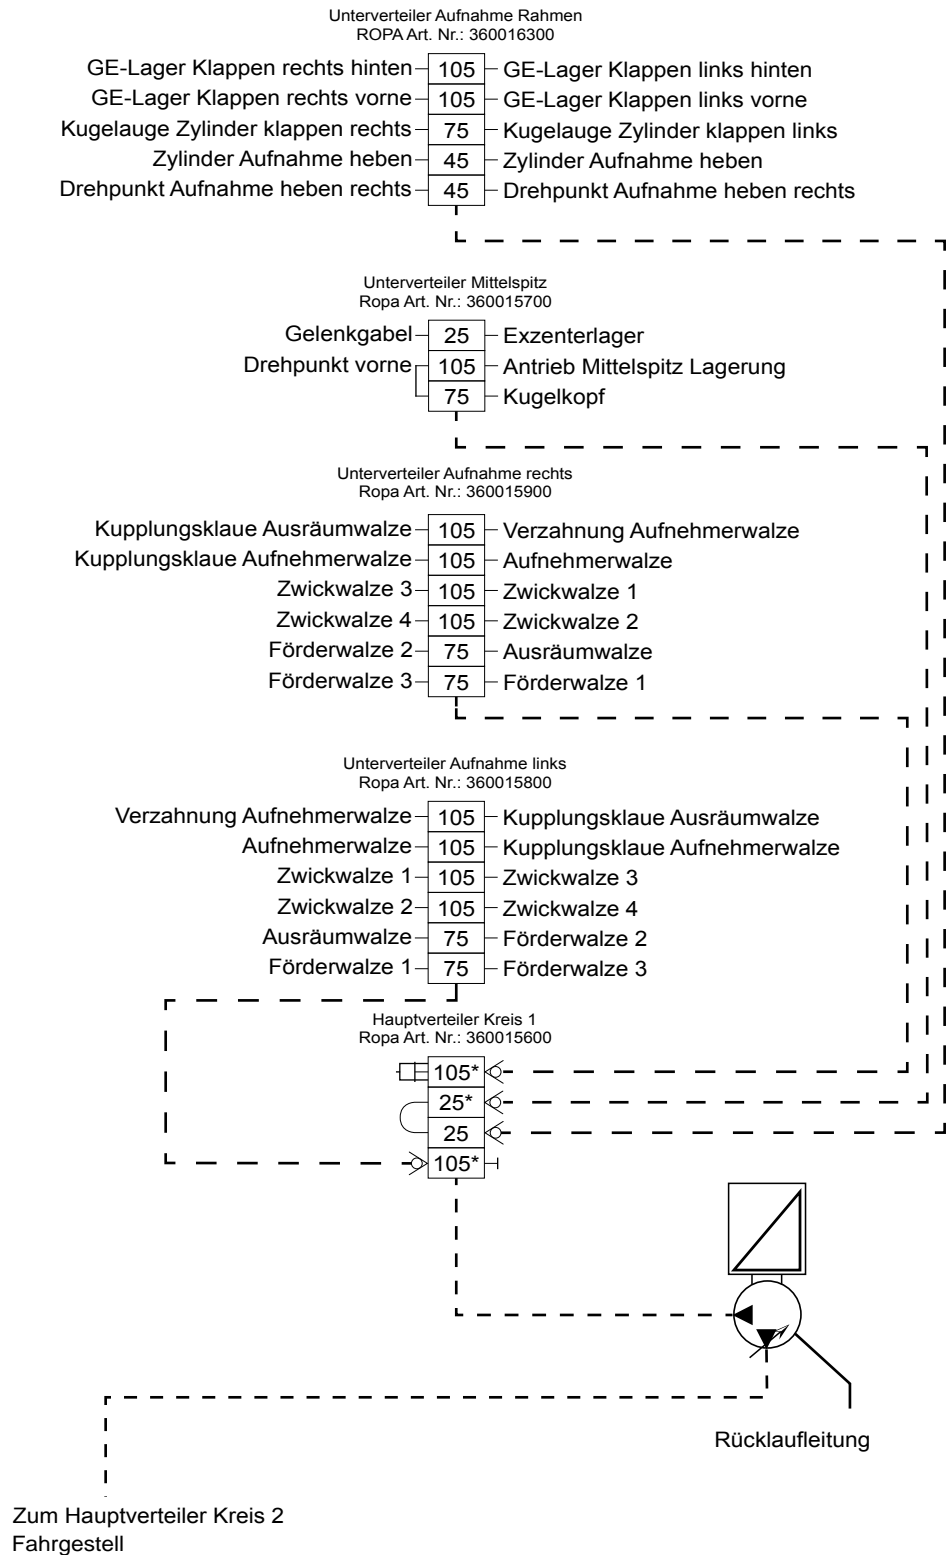 Unterverteiler Aufnahme Rahmen
ROPA Art. Nr.: 360016300
GE-Lager Klappen rechts hinten 105 GE-Lager Klappen links hinten
GE-Lager Klappen rechts vorne 105 GE-Lager Klappen links vorne
Kugelauge Zylinder klappen rechts 75 Kugelauge Zylinder klappen links
Zylinder Aufnahme heben 45 Zylinder Aufnahme heben
Drehpunkt Aufnahme heben rechts 45 Drehpunkt Aufnahme heben rechts
Unterverteiler Mittelspitz
Ropa Art. Nr.: 360015700
Gelenkgabel 25 Exzenterlager
Drehpunkt vorne 105 Antrieb Mittelspitz Lagerung
75 Kugelkopf
Unterverteiler Aufnahme rechts
Ropa Art. Nr.: 360015900
Kupplungsklaue Ausräumwalze 105 Verzahnung Aufnehmerwalze
Kupplungsklaue Aufnehmerwalze 105 Aufnehmerwalze
Zwickwalze 3 105 Zwickwalze 1
Zwickwalze 4 105 Zwickwalze 2
Förderwalze 2 75 Ausräumwalze
Förderwalze 3 75 Förderwalze 1
Unterverteiler Aufnahme links
Ropa Art. Nr.: 360015800
Verzahnung Aufnehmerwalze 105 Kupplungsklaue Ausräumwalze
Aufnehmerwalze 105 Kupplungsklaue Aufnehmerwalze
Zwickwalze 1 105 Zwickwalze 3
Zwickwalze 2 105 Zwickwalze 4
Ausräumwalze 75 Förderwalze 2
Förderwalze 1 75 Förderwalze 3
Hauptverteiler Kreis 1
Ropa Art. Nr.: 360015600
105*
25*
25
105*
Rücklaufleitung
Zum Hauptverteiler Kreis 2
Fahrgestell